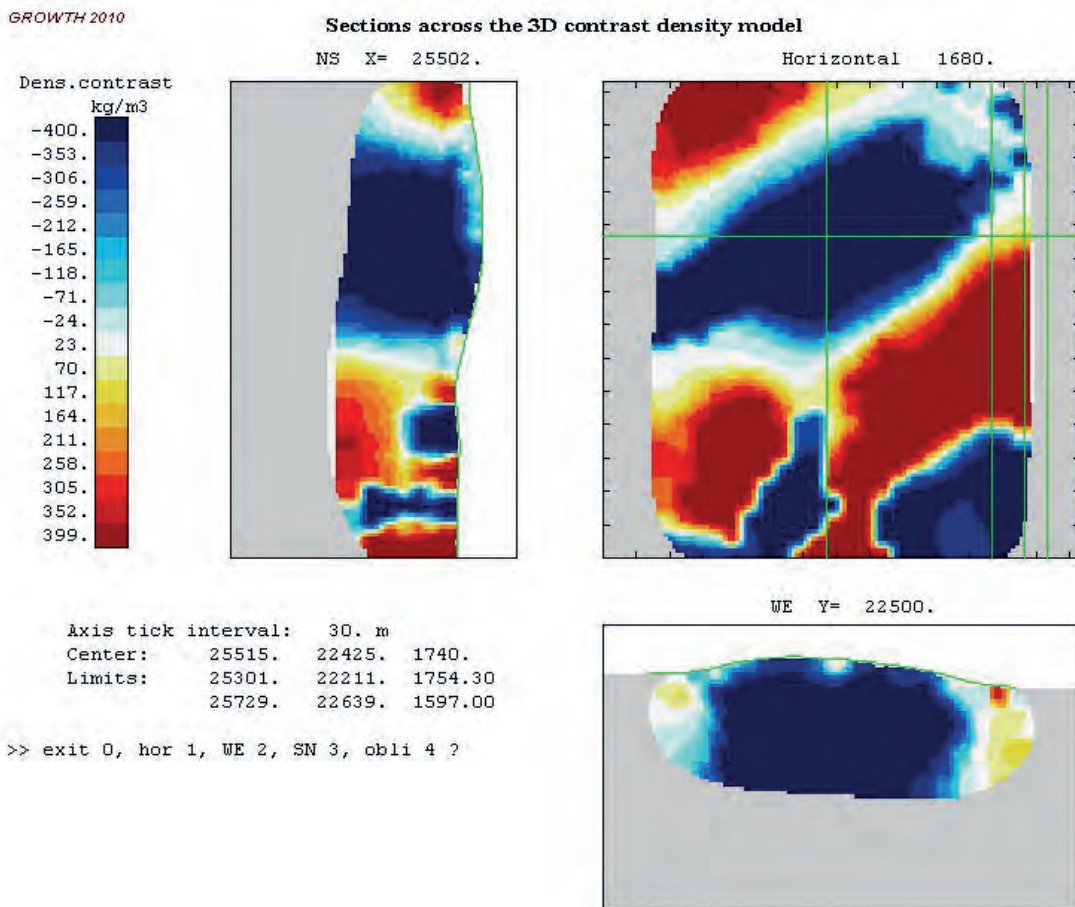 GROWTH 2010
Sections across the 3D contrast density model
NS X= 25502.
Horizontal 1680.
Dens.contrast
kg/m3
-400.
-353.
-306.
-259.
-212.
-165.
-118.
-71.
-24.
23.
70.
117.
164.
211.
258.
305.
352.
399.
WE Y= 22500.
Axis tick interval: 30. m
Center: 25515. 22425. 1740.
Limits: 25301. 22211. 1754.30
25729. 22639. 1597.00
>> exit 0, hor 1, WE 2, SN 3, obli 4 ?